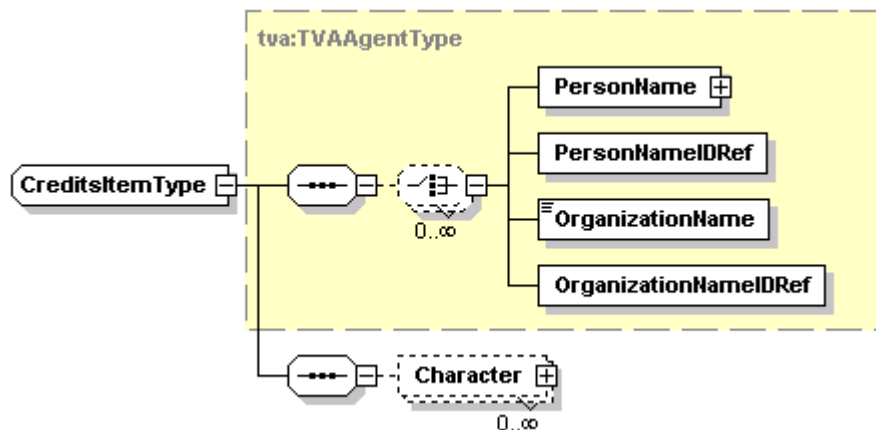 tva:TVAAgentType
PersonName
PersonNameIDRef
CreditsItemType
0..∞
OrganizationName
OrganizationNameIDRef
Character
0..∞